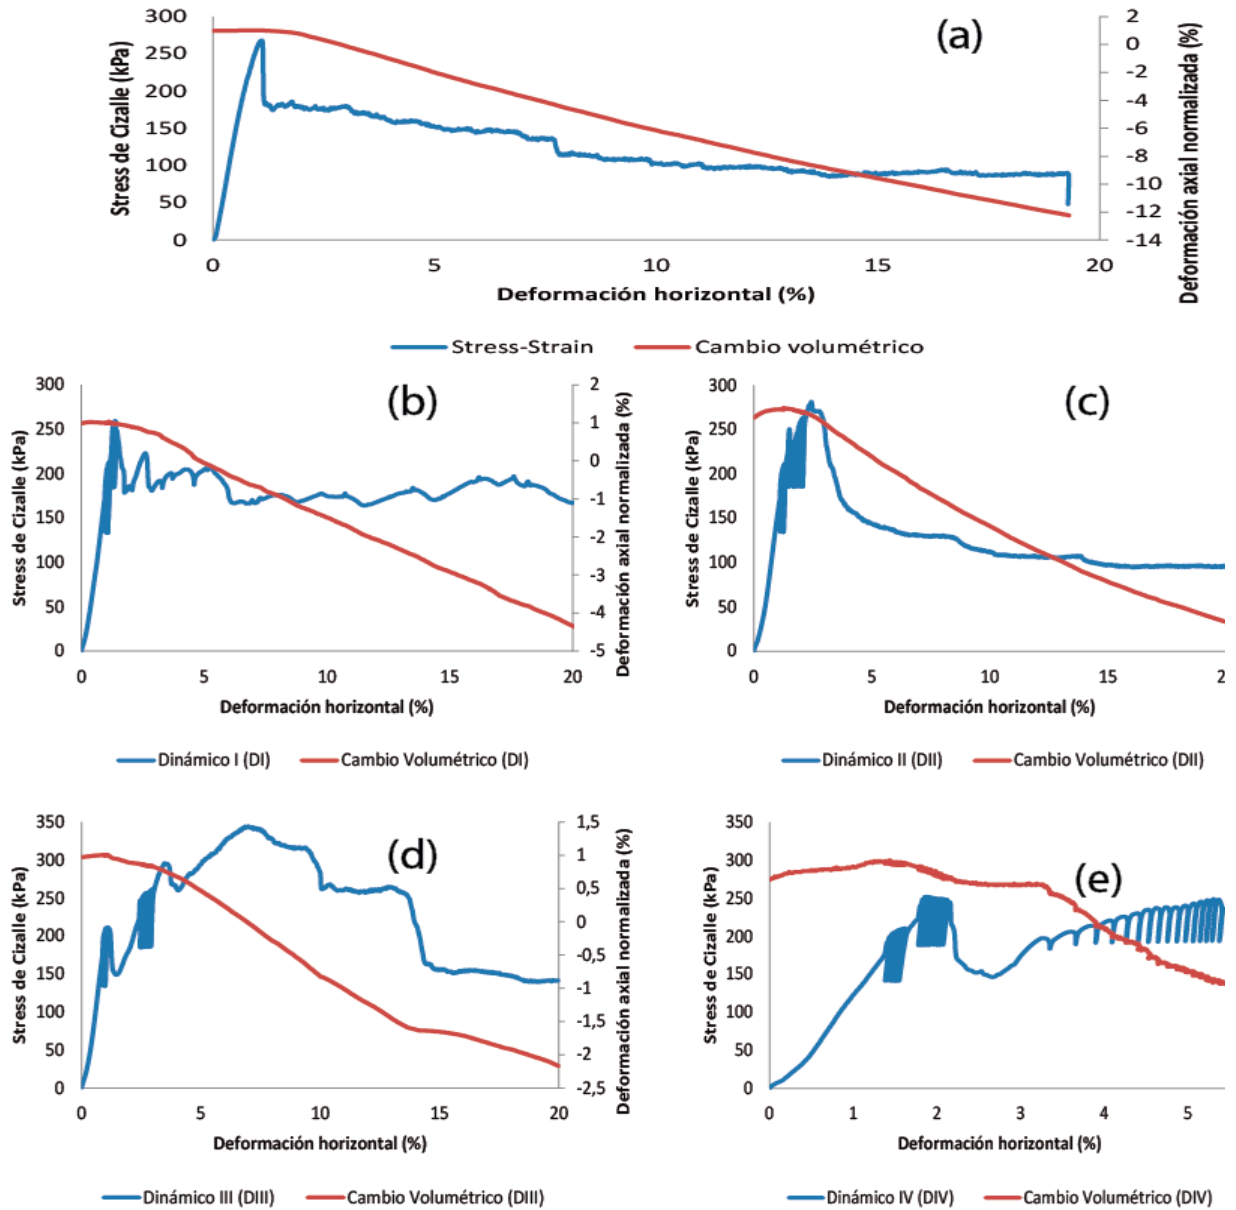 (a)
Stress de Cizalle (kPa)
300
250
200
150
100
50
0
2
0
-2
-4
-6
-8
-10
-12
-14
Deformación axial normalizada (%)
0 5 10 15 20
Deformación horizontal (%)
Stress-Strain Cambio volumétrico
(b)
Stress de Cizalle (kPa)
300
250
200
150
100
50
0
2
1
0
-1
-2
-3
-4
-5
Deformación axial normalizada (%)
0 5 10 15 20
Deformación horizontal (%)
Dinámico I (DI) Cambio Volumétrico (DI)
(c)
Stress de Cizalle (kPa)
300
250
200
150
100
50
0
0 5 10 15 2
Deformación horizontal (%)
Dinámico II (DII) Cambio Volumétrico (DII)
(d)
Stress de Cizalle (kPa)
350
300
250
200
150
100
50
0
1,5
1
0,5
0
-0,5
-1
-1,5
-2
-2,5
Deformación axial normalizada (%)
0 5 10 15 20
Deformación horizontal (%)
Dinámico III (DIII) Cambio Volumétrico (DIII)
(e)
Stress de Cizalle (kPa)
350
300
250
200
150
100
50
0
0 1 2 3 4 5
Deformación horizontal (%)
Dinámico IV (DIV) Cambio Volumétrico (DIV)